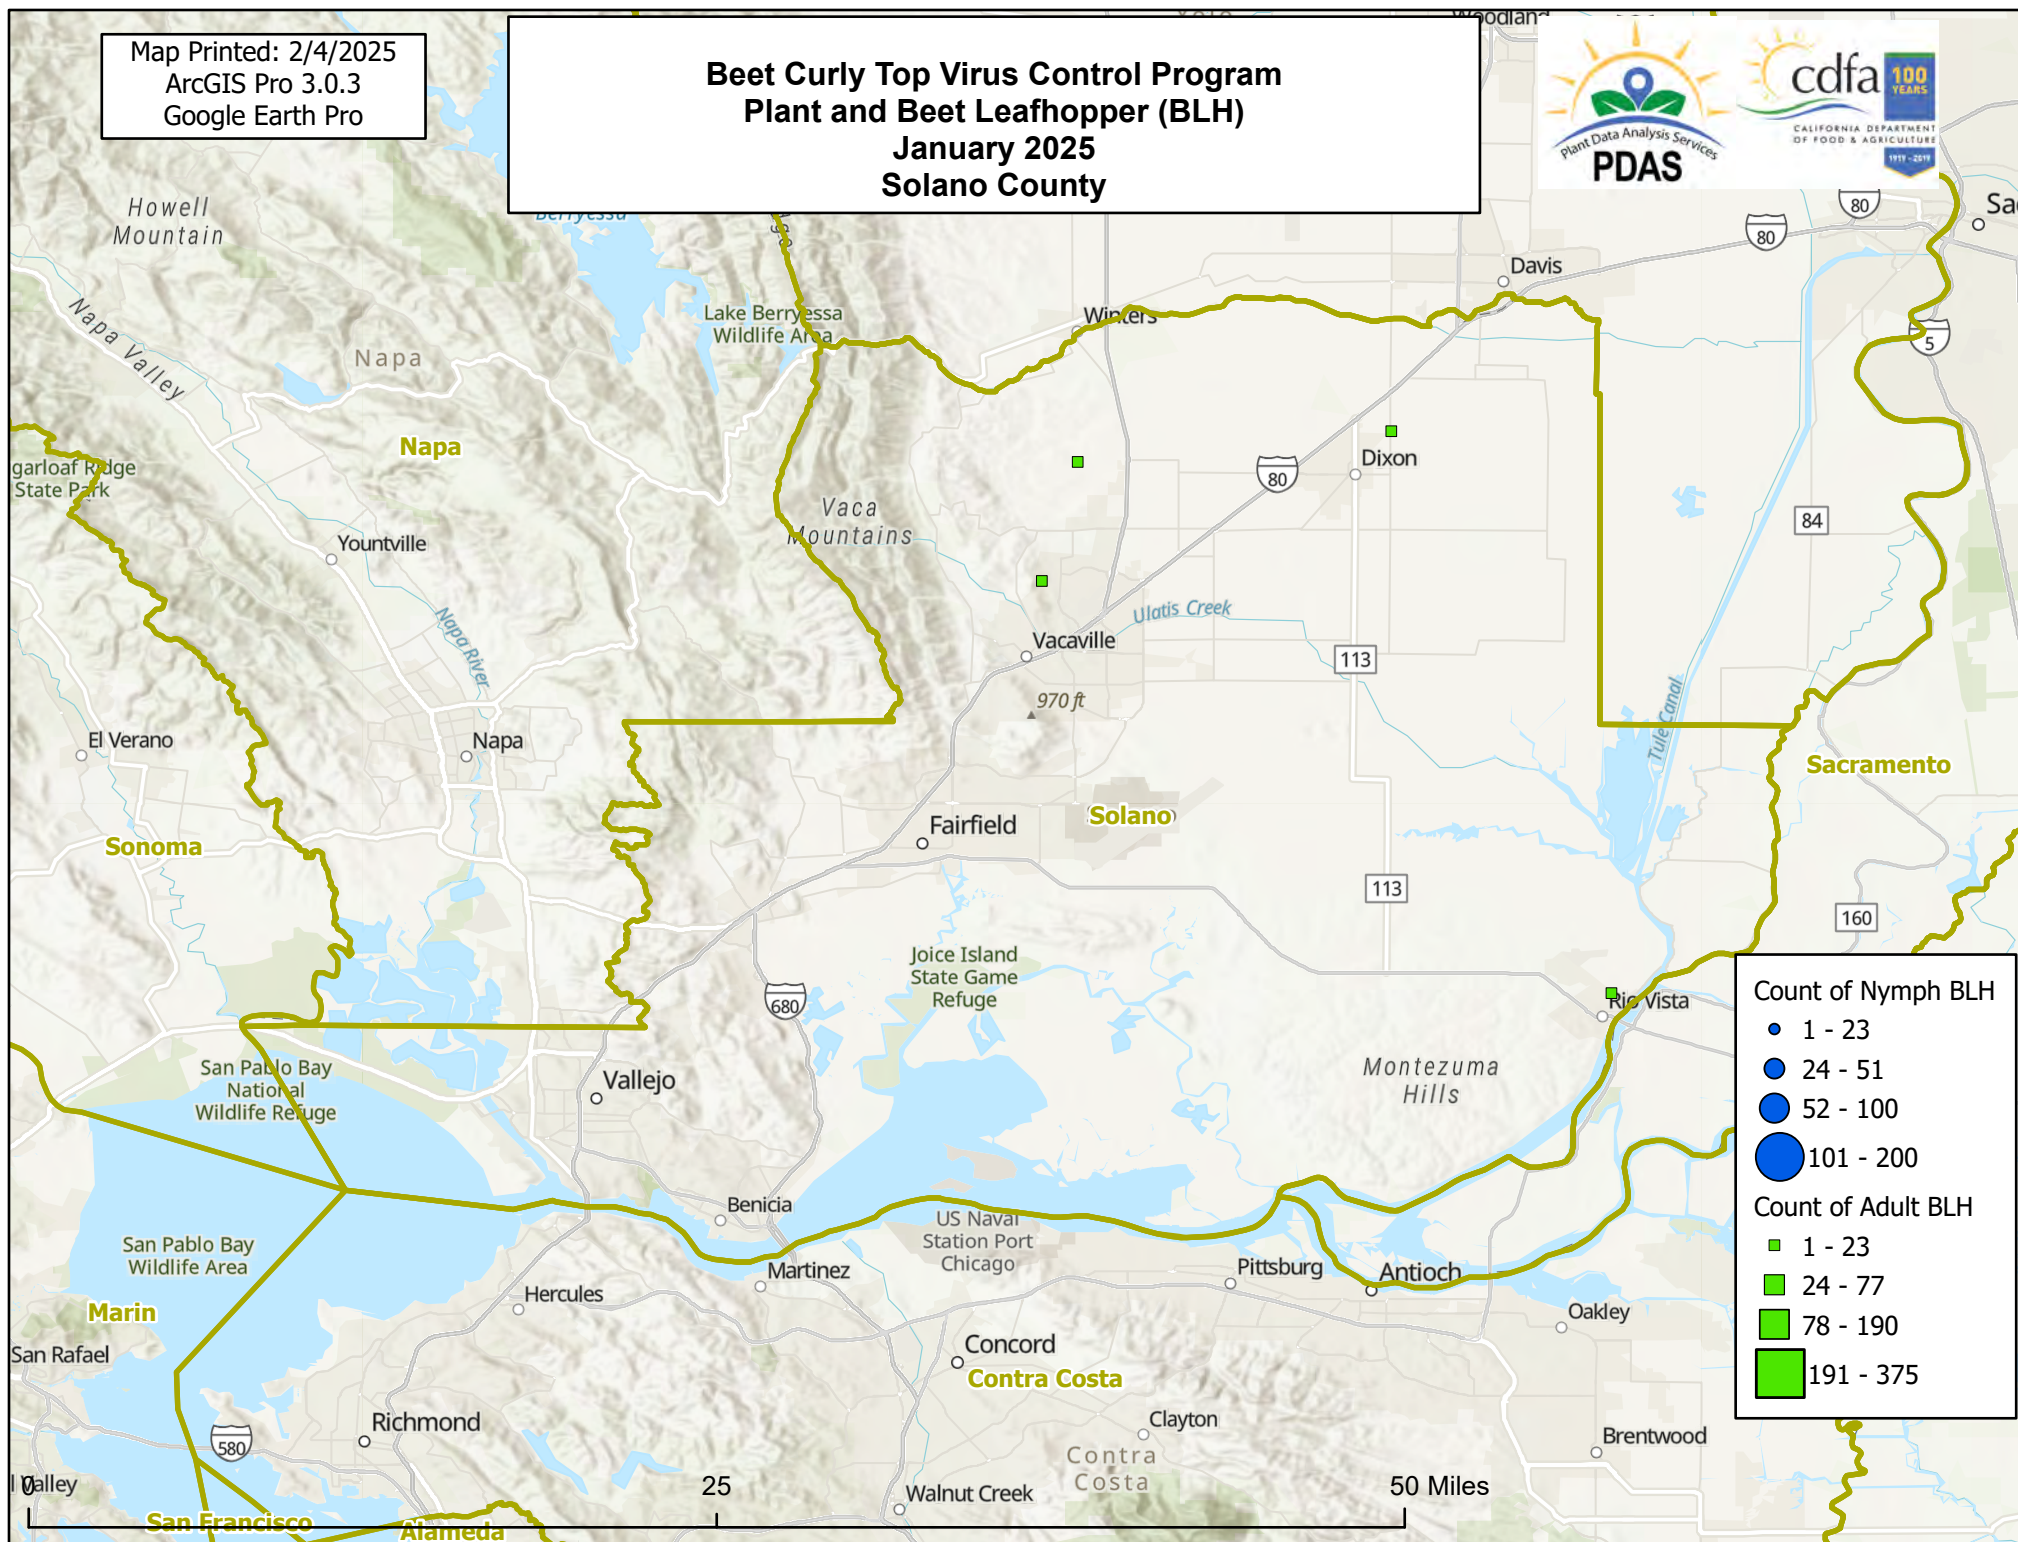 Map Printed: 2/4/2025
ArcGIS Pro 3.0.3
Google Earth Pro
Beet Curly Top Virus Control Program
Plant and Beet Leafhopper (BLH)
January 2025
Solano County
Plant Data Analysis Services
PDAS
cdfa
100
YEARS
CALIFORNIA DEPARTMENT
OF FOOD & AGRICULTURE
1919 - 2019
Woodland
Howell
Mountain
Berryessa
80
80
Sac
Davis
Napa Valley
Lake Berryessa
Wildlife Area
Winters
5
Napa
Napa
garloaf Ridge
State Park
Dixon
80
Vaca
Mountains
84
Yountville
Napa River
Ulatis Creek
Vacaville
113
970 ft
Tule Canal
El Verano
Napa
Sacramento
Solano
Fairfield
Sonoma
113
160
Joice Island
State Game
Refuge
680
Rio Vista
San Pablo Bay
National
Wildlife Refuge
Vallejo
Montezuma
Hills
Benicia
US Naval
Station Port
Chicago
San Pablo Bay
Wildlife Area
Martinez
Pittsburg
Antioch
Hercules
Marin
Oakley
San Rafael
Concord
Contra Costa
Richmond
Clayton
580
Contra
Costa
Brentwood
l Valley
Walnut Creek
San Francisco
Alameda
0
25
50 Miles
Count of Nymph BLH
1 - 23
24 - 51
52 - 100
101 - 200
Count of Adult BLH
1 - 23
24 - 77
78 - 190
191 - 375